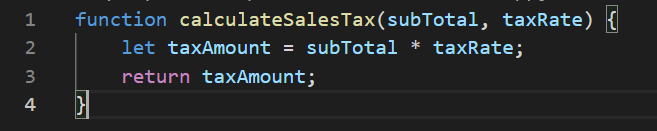 1 function calculateSalesTax(subTotal, taxRate) {
2 let taxAmount = subTotal * taxRate;
3 return taxAmount;
4 }